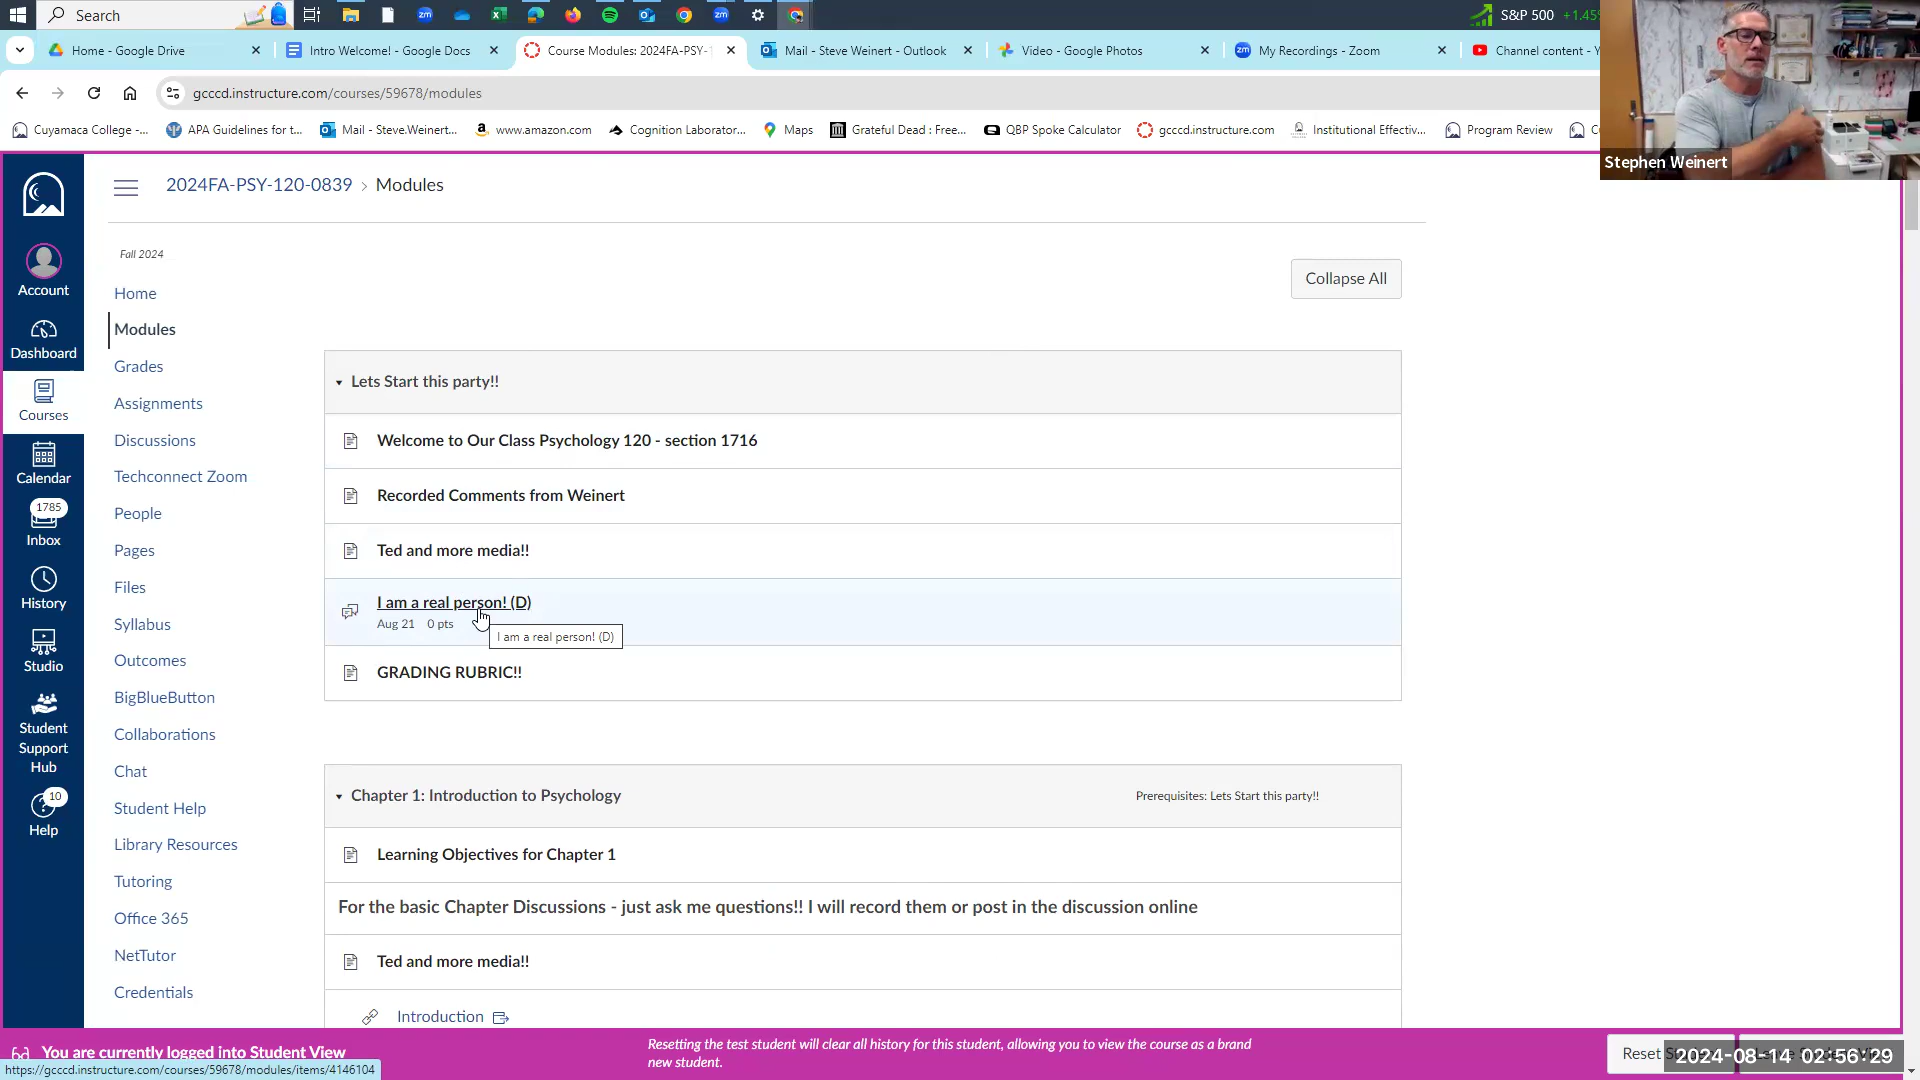 Search
S&P 500 +1.45
Home - Google Drive
Intro Welcome! - Google Docs
Course Modules: 2024FA-PSY-
Mail - Steve Weinert - Outlook
Video - Google Photos
My Recordings - Zoom
Channel content - Y
gcccd.instructure.com/courses/59678/modules
Cuyamaca College -...
APA Guidelines for t...
Mail - Steve.Weinert...
www.amazon.com
Cognition Laborator...
Maps
Grateful Dead : Free...
QBP Spoke Calculator
gcccd.instructure.com
Institutional Effectiv...
Program Review
Stephen Weinert
2024FA-PSY-120-0839 › Modules
Account
Dashboard
Courses
Calendar
1785
Inbox
History
Studio
Student
Support
Hub
10
Help
Fall 2024
Home
Modules
Grades
Assignments
Discussions
Techconnect Zoom
People
Pages
Files
Syllabus
Outcomes
BigBlueButton
Collaborations
Chat
Student Help
Library Resources
Tutoring
Office 365
NetTutor
Credentials
Collapse All
Lets Start this party!!
Welcome to Our Class Psychology 120 - section 1716
Recorded Comments from Weinert
Ted and more media!!
I am a real person! (D)
Aug 21 0 pts
I am a real person! (D)
GRADING RUBRIC!!
Chapter 1: Introduction to Psychology
Prerequisites: Lets Start this party!!
Learning Objectives for Chapter 1
For the basic Chapter Discussions - just ask me questions!! I will record them or post in the discussion online
Ted and more media!!
Introduction
You are currently logged into Student View
Resetting the test student will clear all history for this student, allowing you to view the course as a brand
new student.
Reset
2024-08-14 02:56:29
https://gcccd.instructure.com/courses/59678/modules/items/4146104